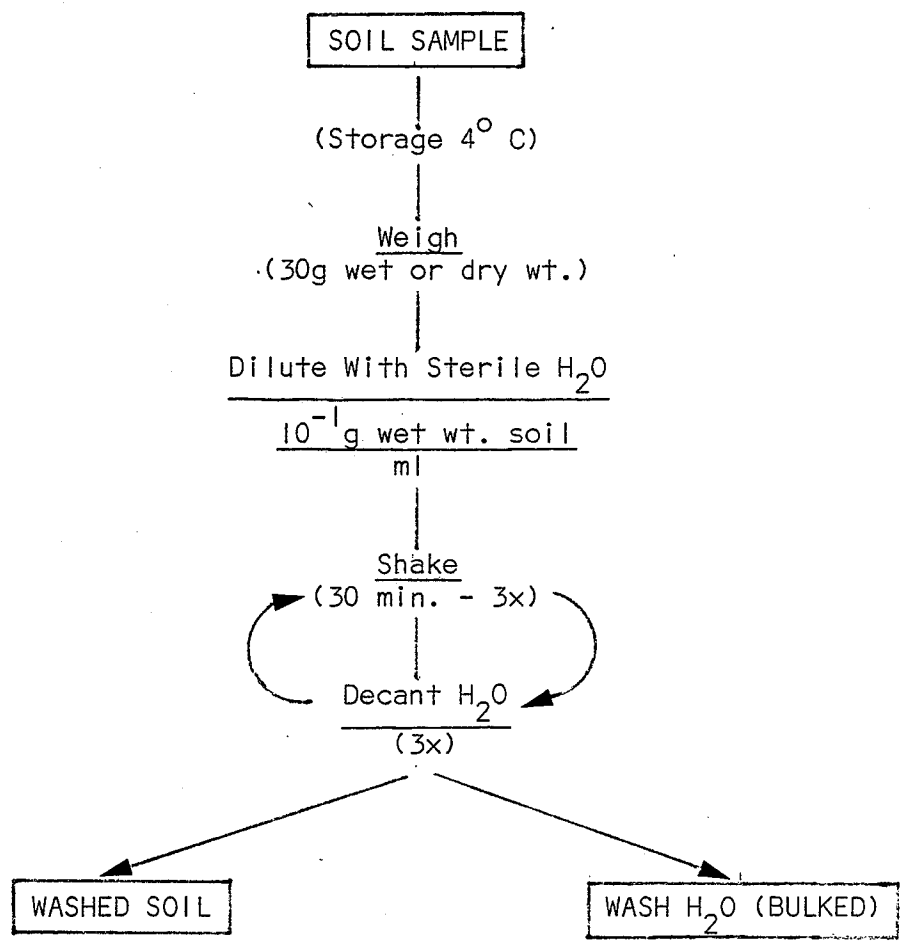 SOIL SAMPLE
(Storage 4° C)
Weigh
(30g wet or dry wt.)
Dilute With Sterile H₂O
10⁻¹g wet wt. soil
ml
Shake
(30 min. - 3x)
Decant H₂O
(3x)
WASHED SOIL
WASH H₂O (BULKED)